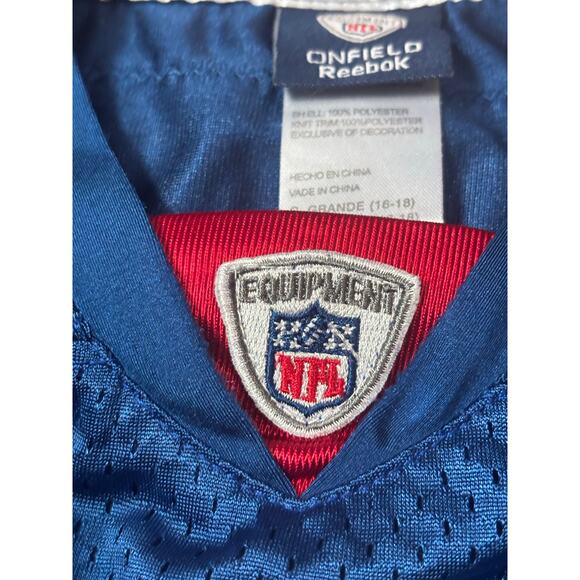 EQUIPMENT
NFL
ONFIELD
Reebok
SHELL: 100% POLYESTER
KNIT TRIM:100% POLYESTER
EXCLUSIVE OF DECORATION
HECHO EN CHINA
MADE IN CHINA
GRANDE (16-18)
EQUIPMENT
NFL